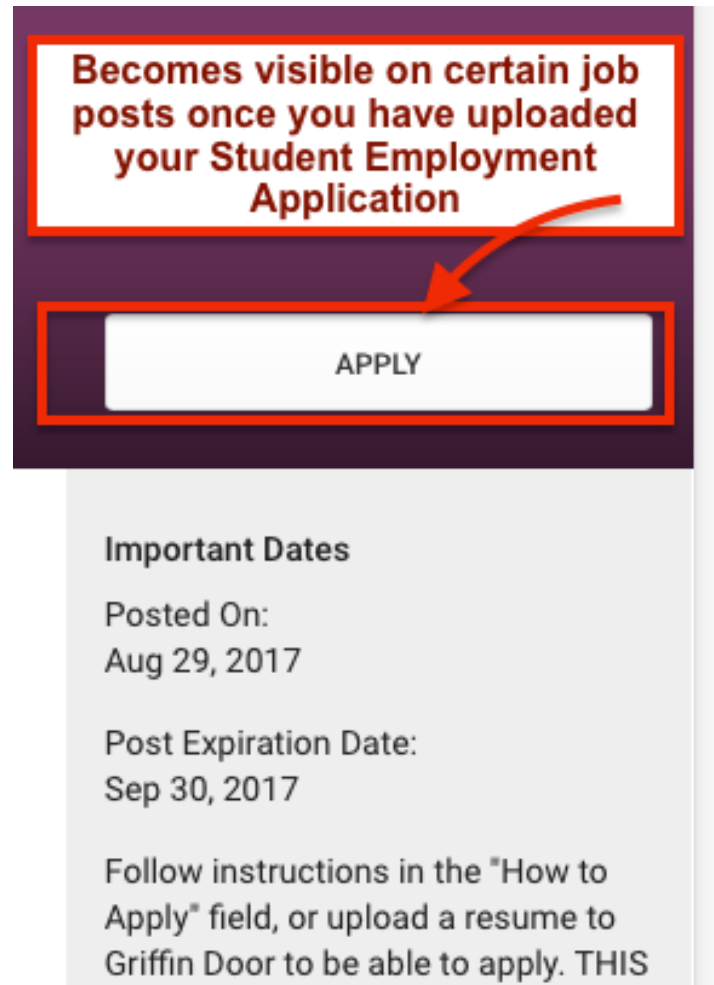 Becomes visible on certain job
posts once you have uploaded
your Student Employment
Application
APPLY
Important Dates
Posted On:
Aug 29, 2017
Post Expiration Date:
Sep 30, 2017
Follow instructions in the "How to
Apply" field, or upload a resume to
Griffin Door to be able to apply. THIS